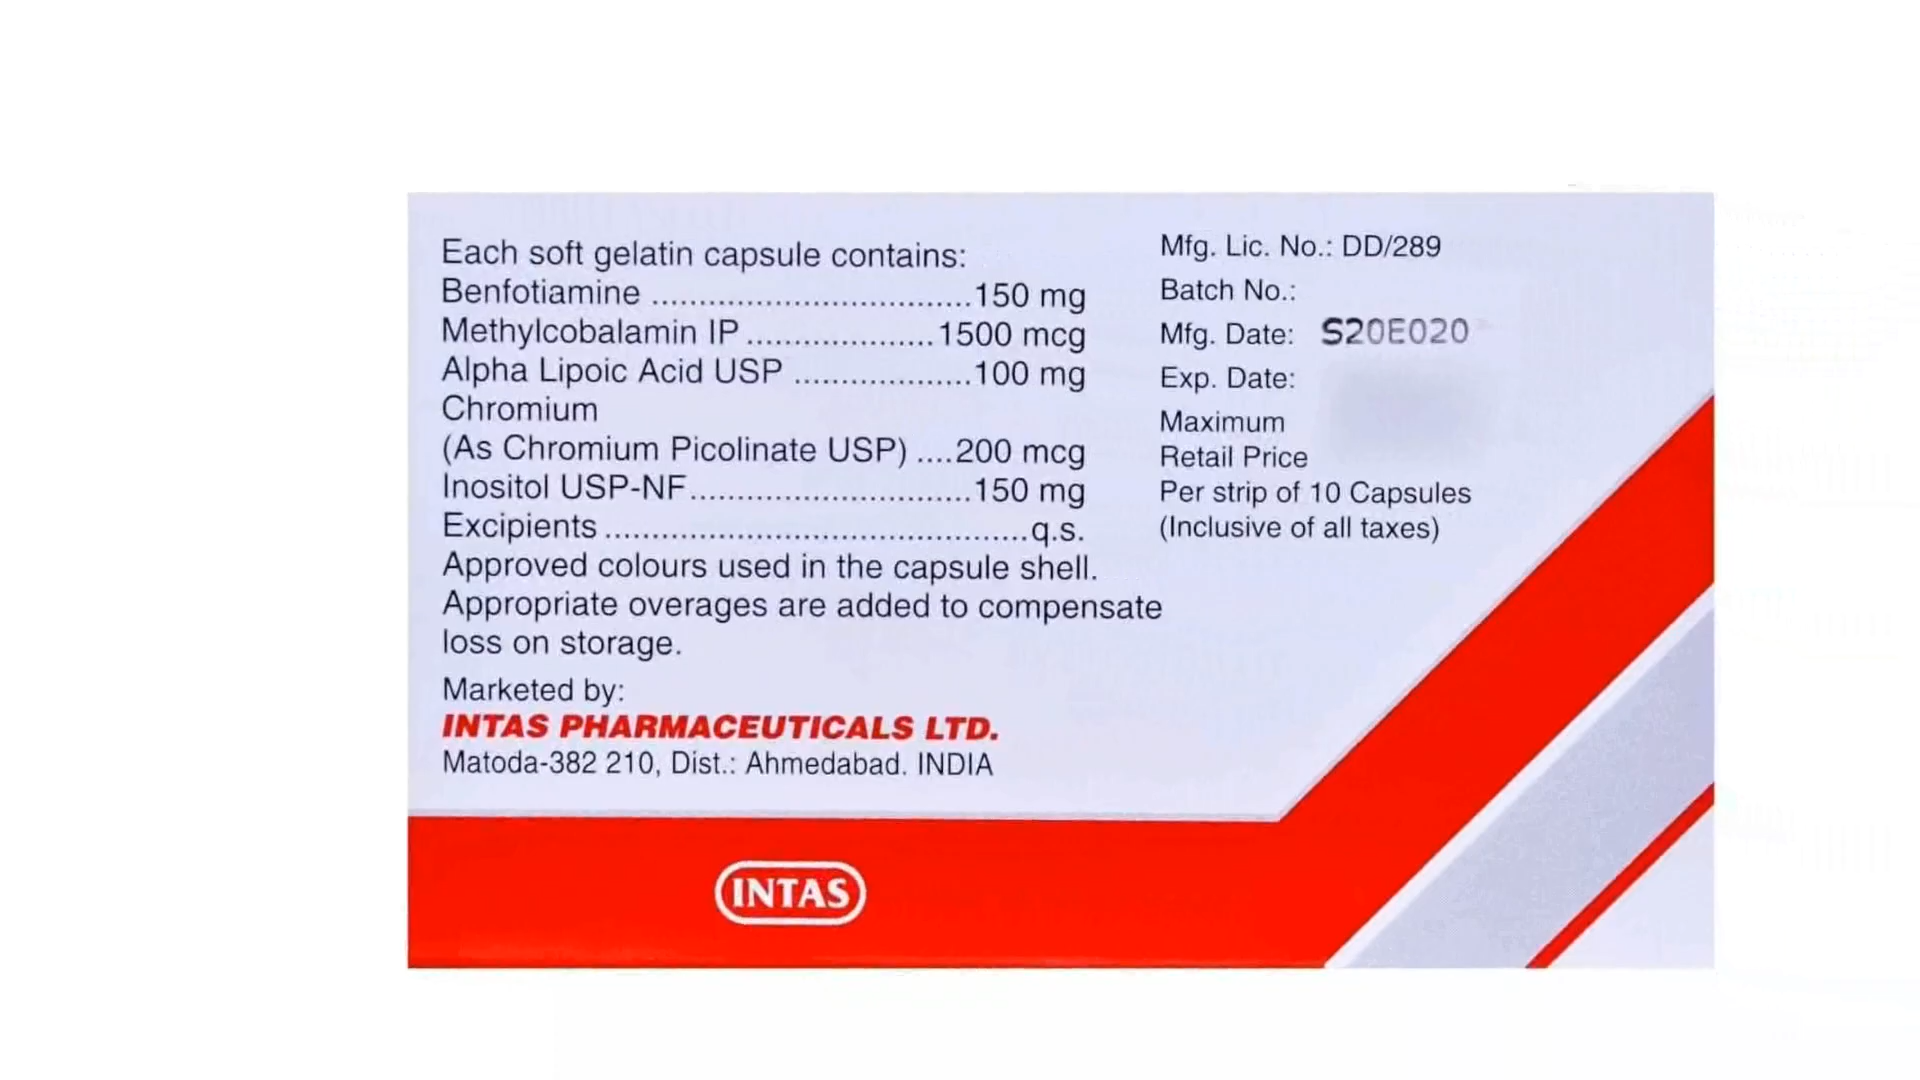 Each soft gelatin capsule contains:
Benfotiamine ..................................150 mg
Methylcobalamin IP ....................1500 mcg
Alpha Lipoic Acid USP ...................100 mg
Chromium
(As Chromium Picolinate USP) ....200 mcg
Inositol USP-NF..............................150 mg
Excipients .............................................q.s.
Approved colours used in the capsule shell.
Appropriate overages are added to compensate
loss on storage.
Marketed by:
INTAS PHARMACEUTICALS LTD.
Matoda-382 210, Dist.: Ahmedabad. INDIA
Mfg. Lic. No.: DD/289
Batch No.:
Mfg. Date: S20E020
Exp. Date:
Maximum
Retail Price
Per strip of 10 Capsules
(Inclusive of all taxes)
INTAS